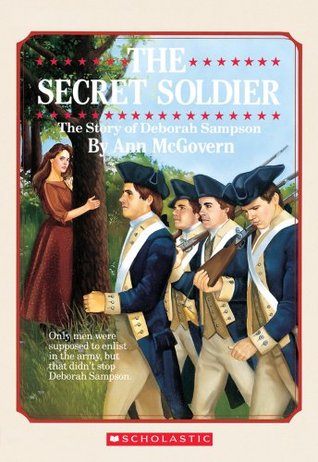 THE
SECRET SOLDIER
The Story of Deborah Sampson
By Ann McGovern
Only men were
supposed to enlist
in the army, but
that didn't stop
Deborah Sampson.
SCHOLASTIC